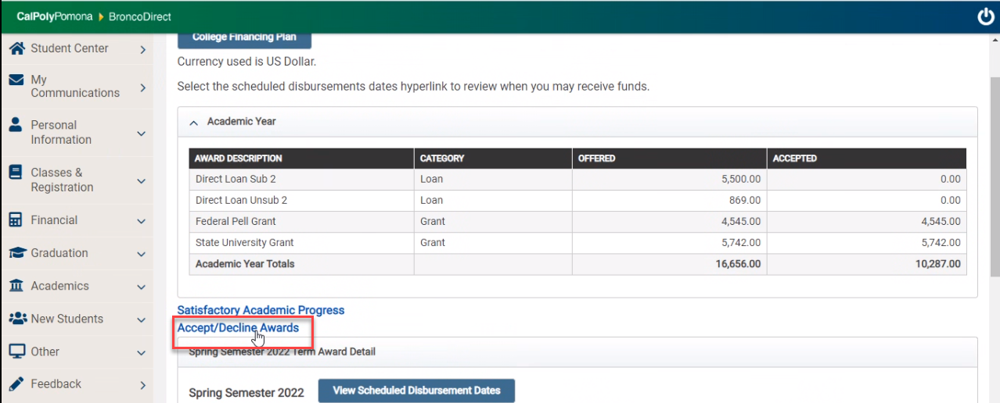 CalPolyPomona BroncoDirect
Student Center
My
Communications
Personal
Information
Classes &
Registration
Financial
Graduation
Academics
New Students
Other
Feedback
College Financing Plan
Currency used is US Dollar.
Select the scheduled disbursements dates hyperlink to review when you may receive funds.
Academic Year
AWARD DESCRIPTION CATEGORY OFFERED ACCEPTED
Direct Loan Sub 2 Loan 5,500.00 0.00
Direct Loan Unsub 2 Loan 869.00 0.00
Federal Pell Grant Grant 4,545.00 4,545.00
State University Grant Grant 5,742.00 5,742.00
Academic Year Totals 16,656.00 10,287.00
Satisfactory Academic Progress
Accept/Decline Awards
Spring Semester 2022 Term Award Detail
Spring Semester 2022 View Scheduled Disbursement Dates